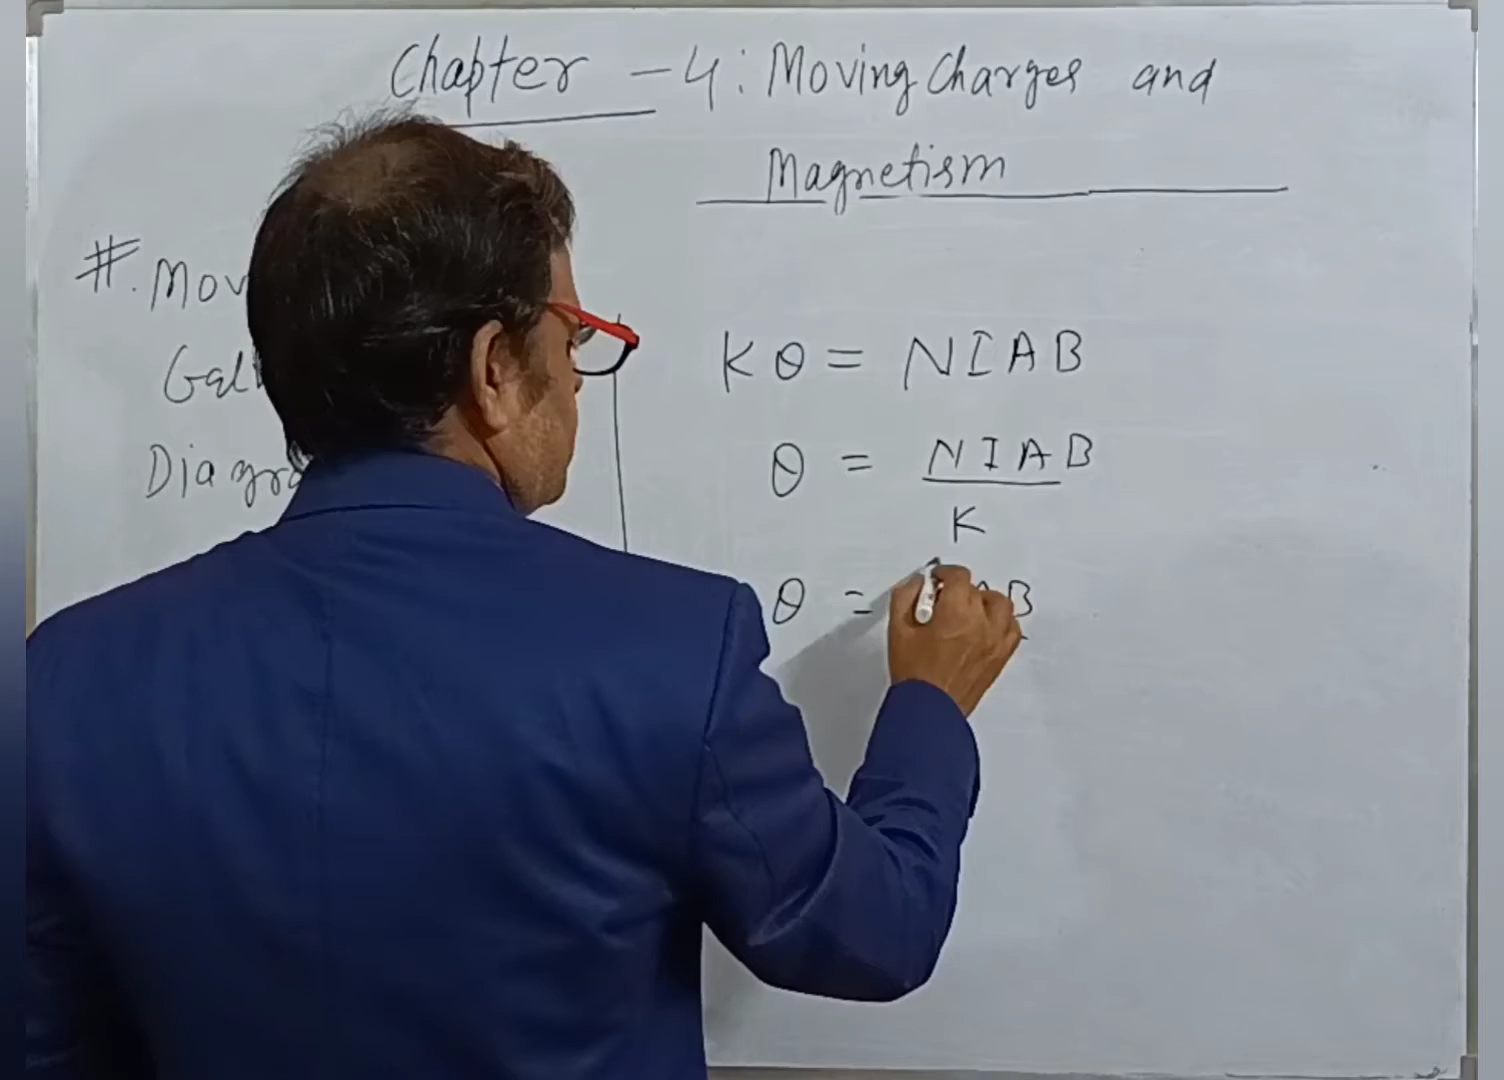 Chapter - 4: Moving Charges and
Magnetism
#. Mov
Gal
Diagra
Kθ = NIAB
θ = NIAB
K
θ = AB